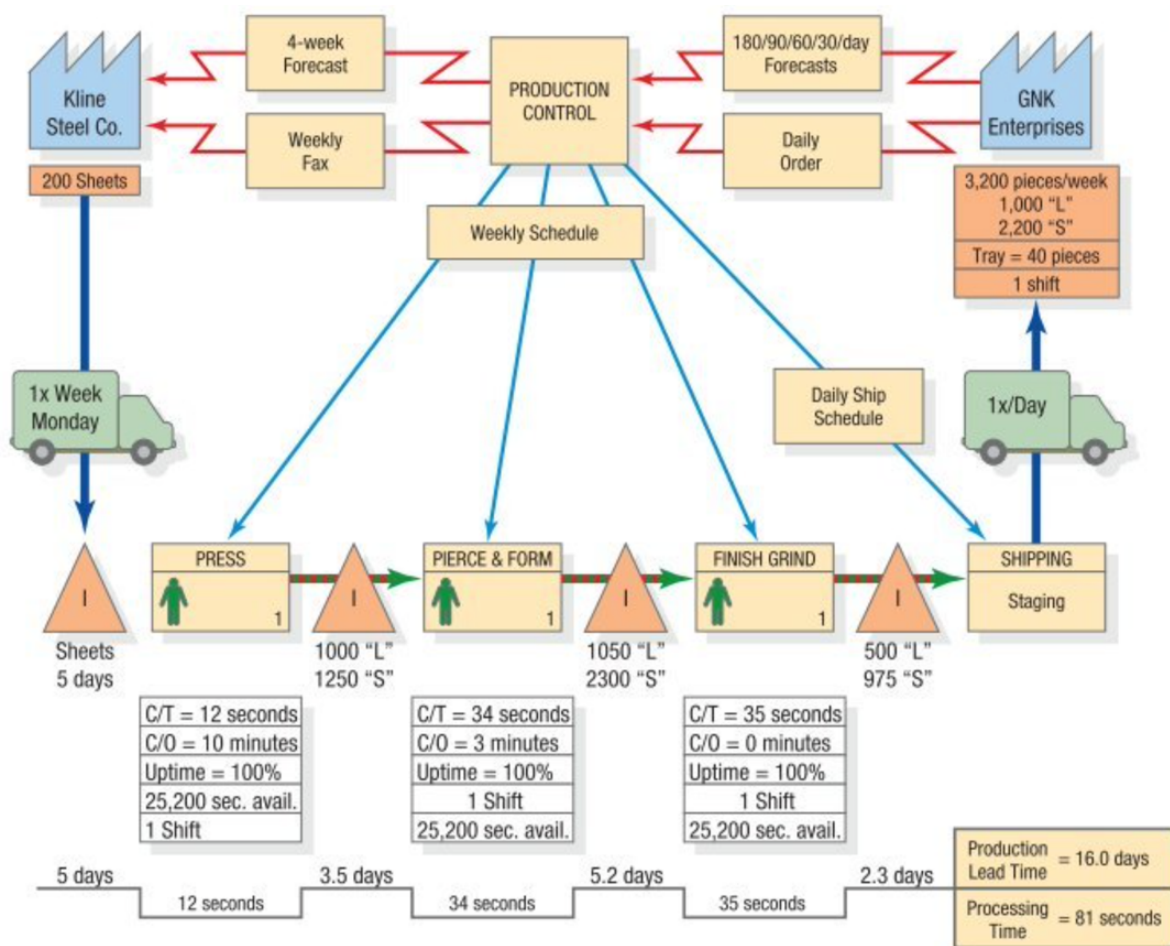 4-week
Forecast
180/90/60/30/day
Forecasts
Kline
Steel Co.
PRODUCTION
CONTROL
GNK
Enterprises
Weekly
Fax
Daily
Order
200 Sheets
3,200 pieces/week
1,000 “L”
2,200 “S”
Tray = 40 pieces
1 shift
Weekly Schedule
1x Week
Monday
Daily Ship
Schedule
1x/Day
PRESS
PIERCE & FORM
FINISH GRIND
SHIPPING
I
1
I
1
I
1
I
Staging
Sheets
5 days
1000 “L”
1250 “S”
1050 “L”
2300 “S”
500 “L”
975 “S”
C/T = 12 seconds
C/O = 10 minutes
Uptime = 100%
25,200 sec. avail.
1 Shift
C/T = 34 seconds
C/O = 3 minutes
Uptime = 100%
1 Shift
25,200 sec. avail.
C/T = 35 seconds
C/O = 0 minutes
Uptime = 100%
1 Shift
25,200 sec. avail.
5 days
12 seconds
3.5 days
34 seconds
5.2 days
35 seconds
2.3 days
Production
Lead Time = 16.0 days
Processing
Time = 81 seconds